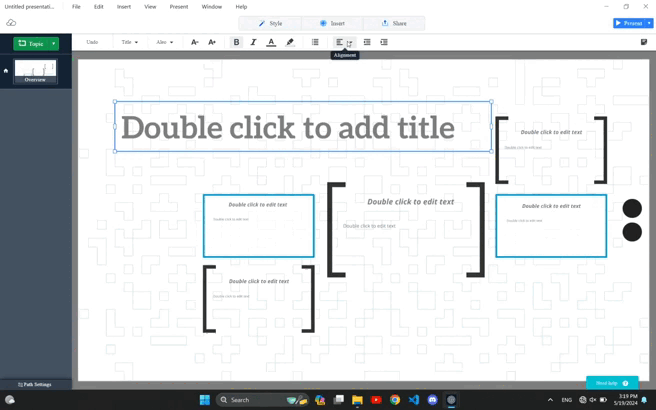 Untitled presentati...
File
Edit
Insert
View
Present
Window
Help
Style
Insert
Share
Present
Topic
Undo
Title
Aleo
A-
A+
B
I
A
Alignment
Overview
Double click to add title
Double click to edit text
Double click to edit text
Double click to edit text
Double click to edit text
Double click to edit text
Double click to edit text
Double click to edit text
Double click to edit text
Double click to edit text
Double click to edit text
Need help
Path Settings
Search
ENG
3:19 PM
5/19/2024